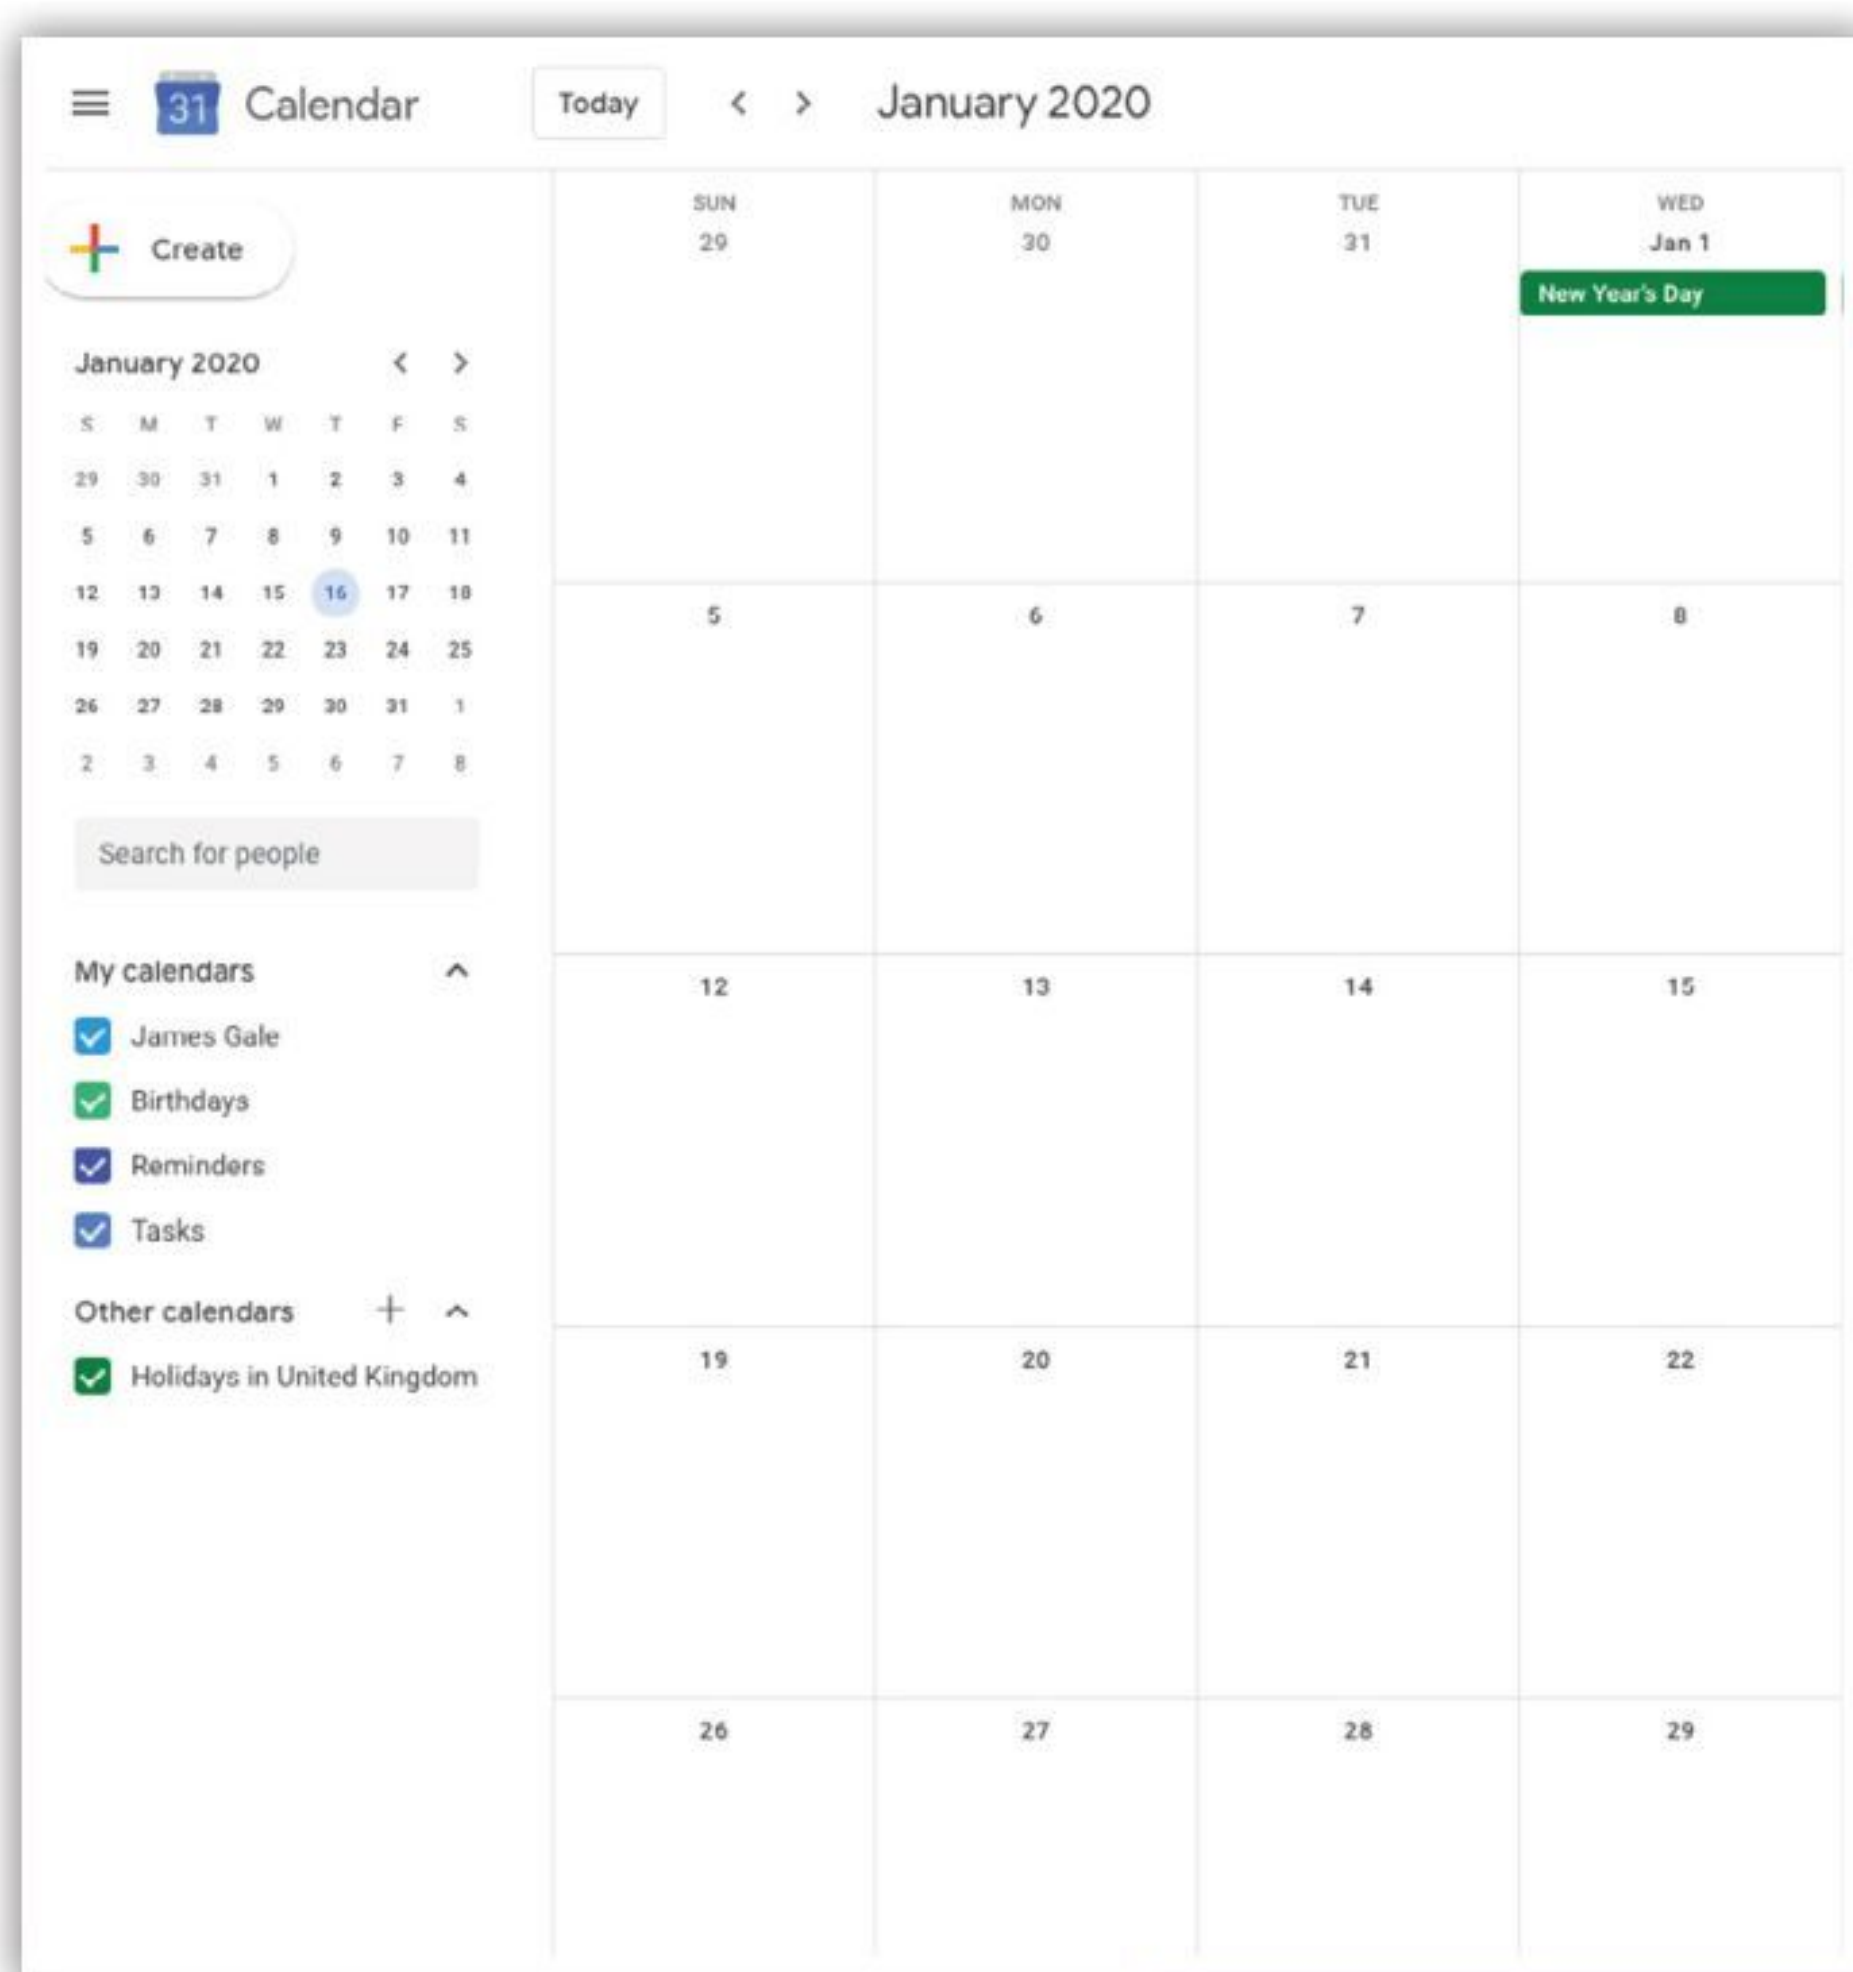 31 Calendar Today January 2020
Create
January 2020
S M T W T F S
29 30 31 1 2 3 4
5 6 7 8 9 10 11
12 13 14 15 16 17 18
19 20 21 22 23 24 25
26 27 28 29 30 31 1
2 3 4 5 6 7 8
Search for people
My calendars
James Gale
Birthdays
Reminders
Tasks
Other calendars
Holidays in United Kingdom
SUN MON TUE WED
29 30 31 Jan 1
New Year's Day
5 6 7 8
12 13 14 15
19 20 21 22
26 27 28 29